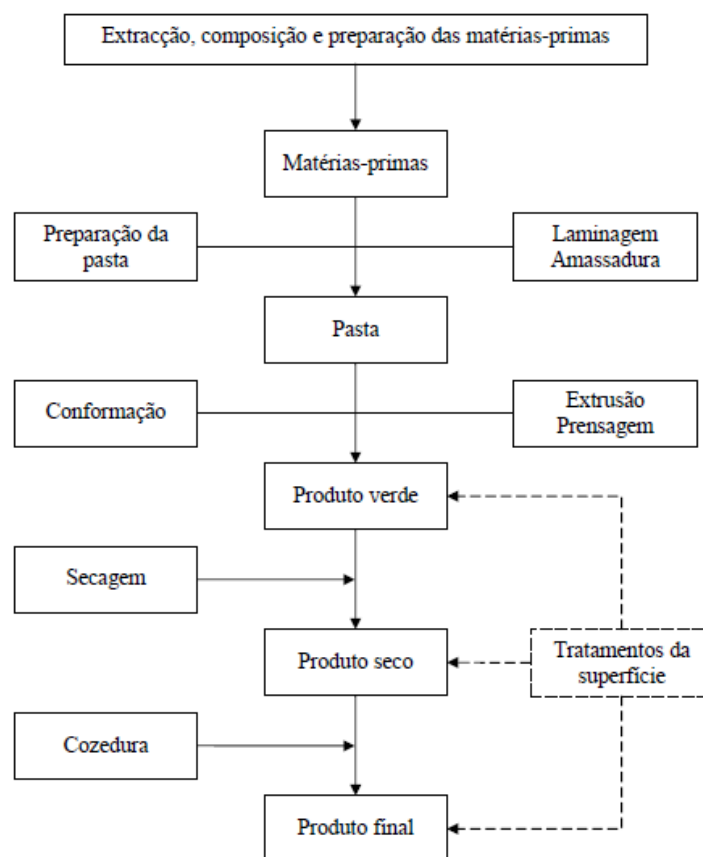 Extracção, composição e preparação das matérias-primas
Matérias-primas
Preparação da
pasta
Laminagem
Amassadura
Pasta
Conformação
Extrusão
Prensagem
Produto verde
Secagem
Produto seco
Tratamentos da
superfície
Cozedura
Produto final